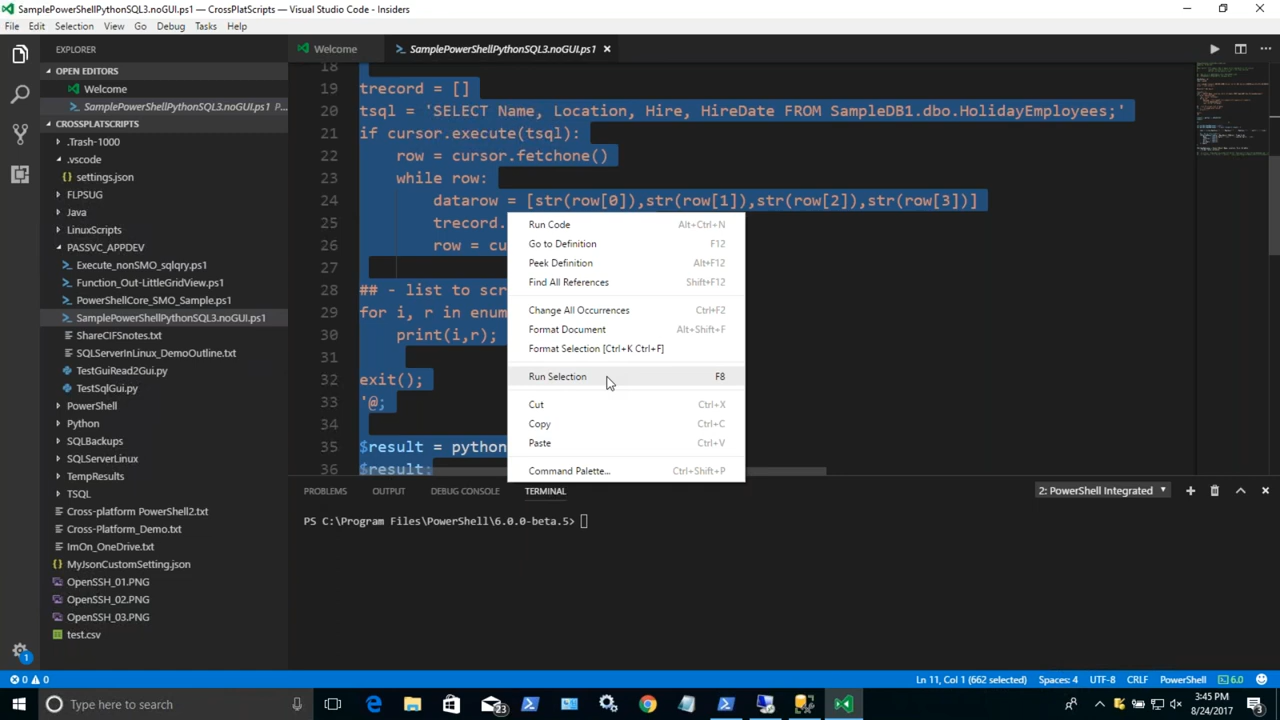 SamplePowerShellPythonSQL3.noGUI.ps1 — CrossPlatScripts — Visual Studio Code - Insiders
File Edit Selection View Go Debug Tasks Help
EXPLORER
OPEN EDITORS
Welcome
SamplePowerShellPythonSQL3.noGUI.ps1 P...
CROSSPLATSCRIPTS
.Trash-1000
.vscode
settings.json
FLPSUG
Java
LinuxScripts
PASSVC_APPDEV
Execute_nonSMO_sqlqry.ps1
Function_Out-LittleGridView.ps1
PowerShellCore_SMO_Sample.ps1
SamplePowerShellPythonSQL3.noGUI.ps1
ShareCIFSnotes.txt
SQLServerInLinux_DemoOutline.txt
TestGuiRead2Gui.py
TestSqlGui.py
PowerShell
Python
SQLBackups
SQLServerLinux
TempResults
TSQL
Cross-platform PowerShell2.txt
Cross-Platform_Demo.txt
ImOn_OneDrive.txt
MyJsonCustomSetting.json
OpenSSH_01.PNG
OpenSSH_02.PNG
OpenSSH_03.PNG
test.csv
Welcome SamplePowerShellPythonSQL3.noGUI.ps1
18
19 trecord = []
20 tsql = 'SELECT Name, Location, Hire, HireDate FROM SampleDB1.dbo.HolidayEmployees;'
21 if cursor.execute(tsql):
22 row = cursor.fetchone()
23 while row:
24 datarow = [str(row[0]),str(row[1]),str(row[2]),str(row[3])]
25 trecord.
26 row = cu
27
28 ## - list to scr
29 for i, r in enum
30 print(i,r);
31
32 exit();
33 '@;
34
35 $result = python
36 $result;
Run Code Alt+Ctrl+N
Go to Definition F12
Peek Definition Alt+F12
Find All References Shift+F12
Change All Occurrences Ctrl+F2
Format Document Alt+Shift+F
Format Selection [Ctrl+K Ctrl+F]
Run Selection F8
Cut Ctrl+X
Copy Ctrl+C
Paste Ctrl+V
Command Palette... Ctrl+Shift+P
PROBLEMS OUTPUT DEBUG CONSOLE TERMINAL 2: PowerShell Integrated
PS C:\Program Files\PowerShell\6.0.0-beta.5>
1
0 0 Ln 11, Col 1 (662 selected) Spaces: 4 UTF-8 CRLF PowerShell 6.0
Type here to search 23 3:45 PM
8/24/2017 3